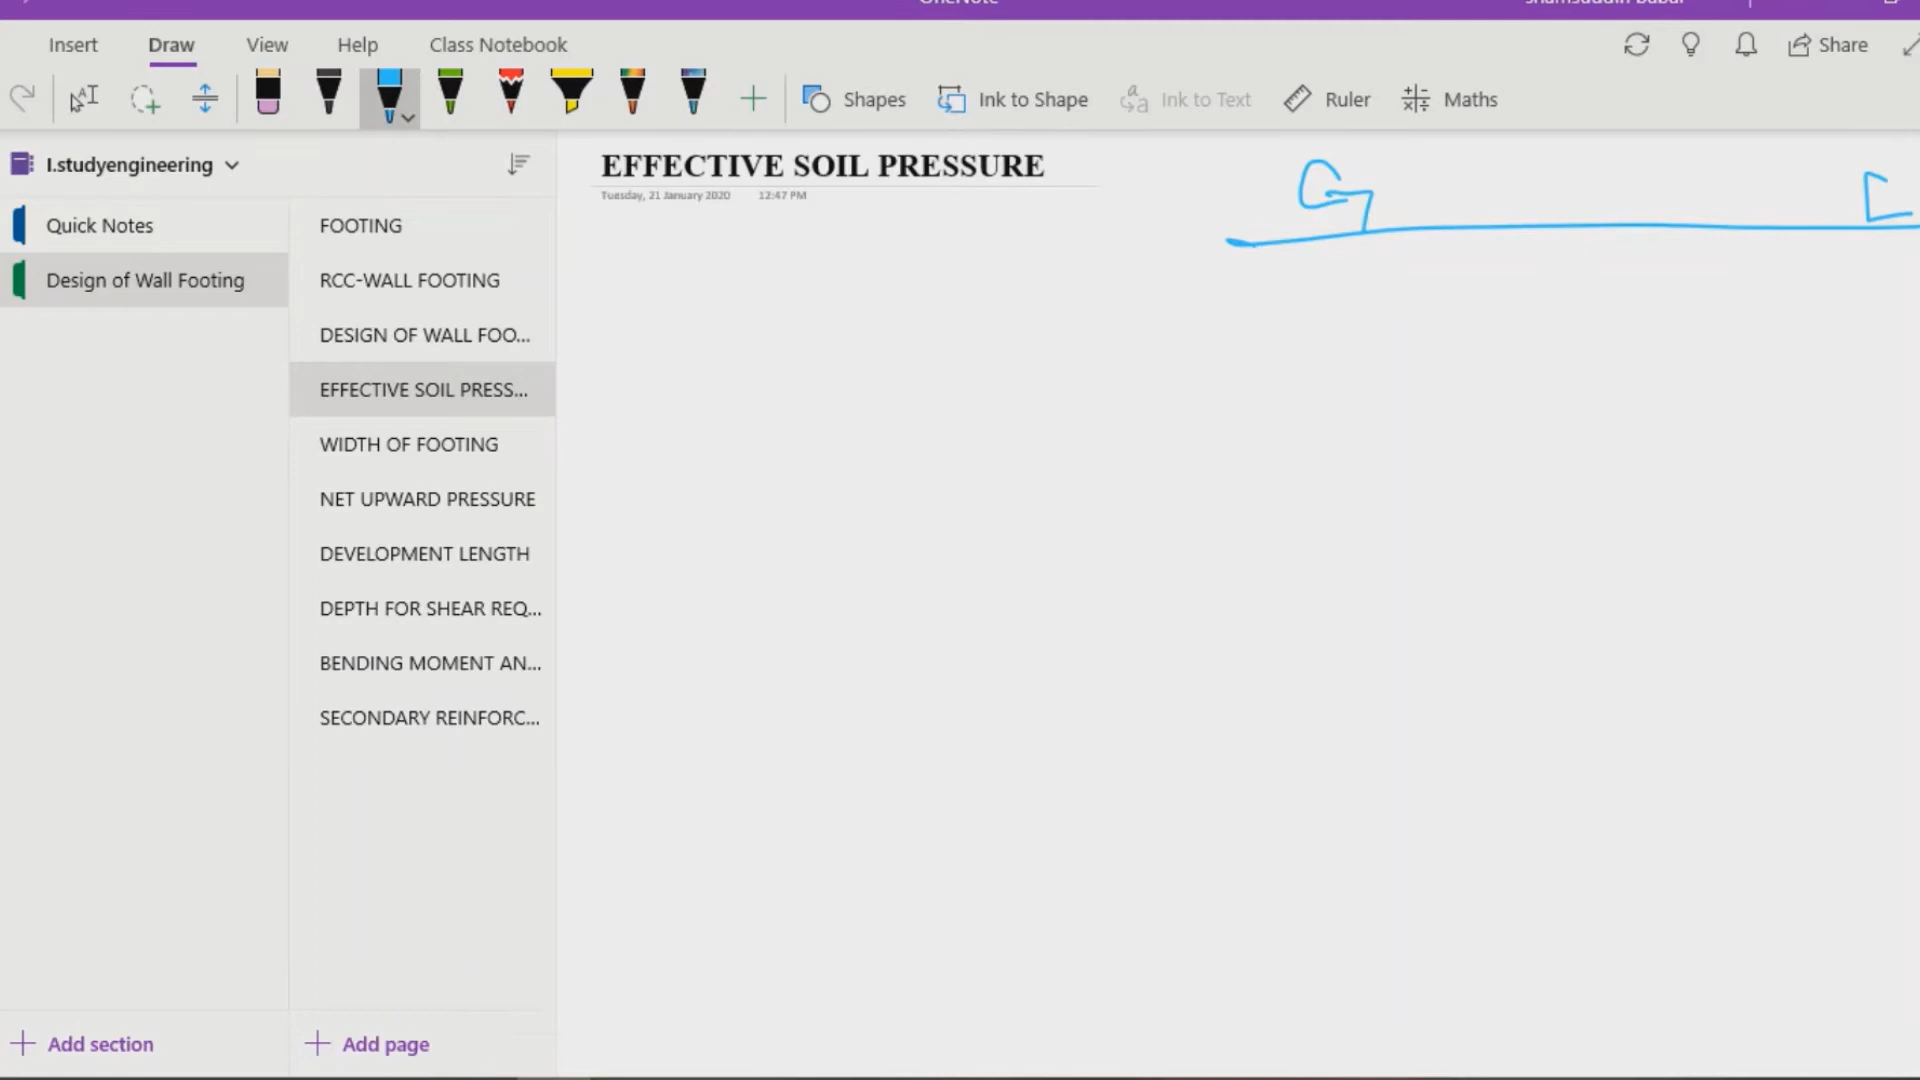 OneNote
shamsuddin babar
Insert Draw View Help Class Notebook Share
Shapes Ink to Shape Ink to Text Ruler Maths
I.studyengineering
Quick Notes
Design of Wall Footing
FOOTING
RCC-WALL FOOTING
DESIGN OF WALL FOO...
EFFECTIVE SOIL PRESS...
WIDTH OF FOOTING
NET UPWARD PRESSURE
DEVELOPMENT LENGTH
DEPTH FOR SHEAR REQ...
BENDING MOMENT AN...
SECONDARY REINFORC...
Add section
Add page
EFFECTIVE SOIL PRESSURE
Tuesday, 21 January 2020 12:47 PM
G L